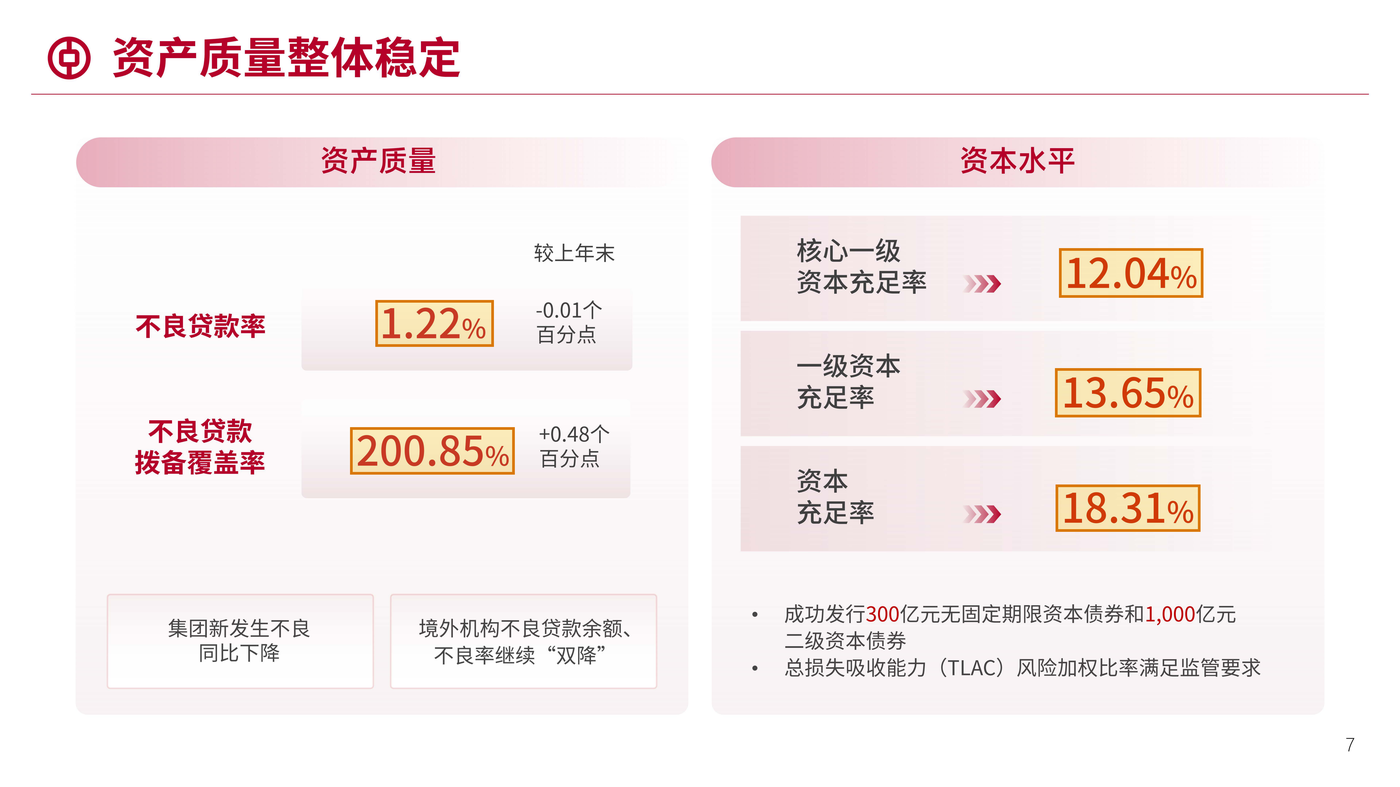 资产质量整体稳定
资产质量
较上年末
不良贷款率
1.22%
-0.01个
百分点
不良贷款
拨备覆盖率
200.85%
+0.48个
百分点
集团新发生不良
同比下降
境外机构不良贷款余额、
不良率继续“双降”
资本水平
核心一级
资本充足率
12.04%
一级资本
充足率
13.65%
资本
充足率
18.31%
• 成功发行300亿元无固定期限资本债券和1,000亿元
二级资本债券
• 总损失吸收能力（TLAC）风险加权比率满足监管要求
7